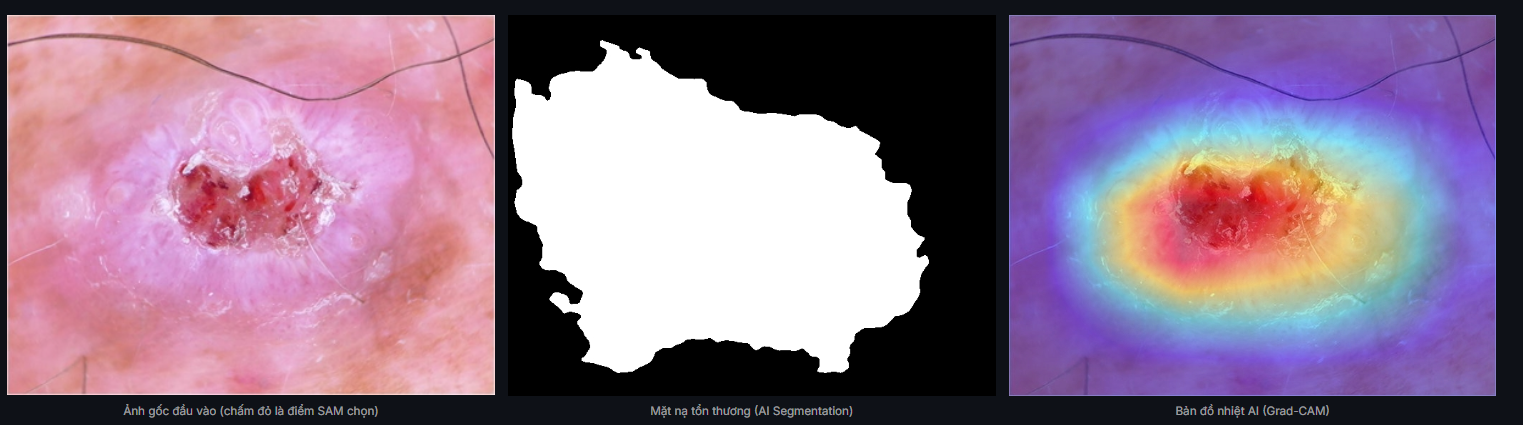 Ảnh gốc đầu vào (chấm đỏ là điểm SAM chọn)
Mặt nạ tổn thương (AI Segmentation)
Bản đồ nhiệt AI (Grad-CAM)